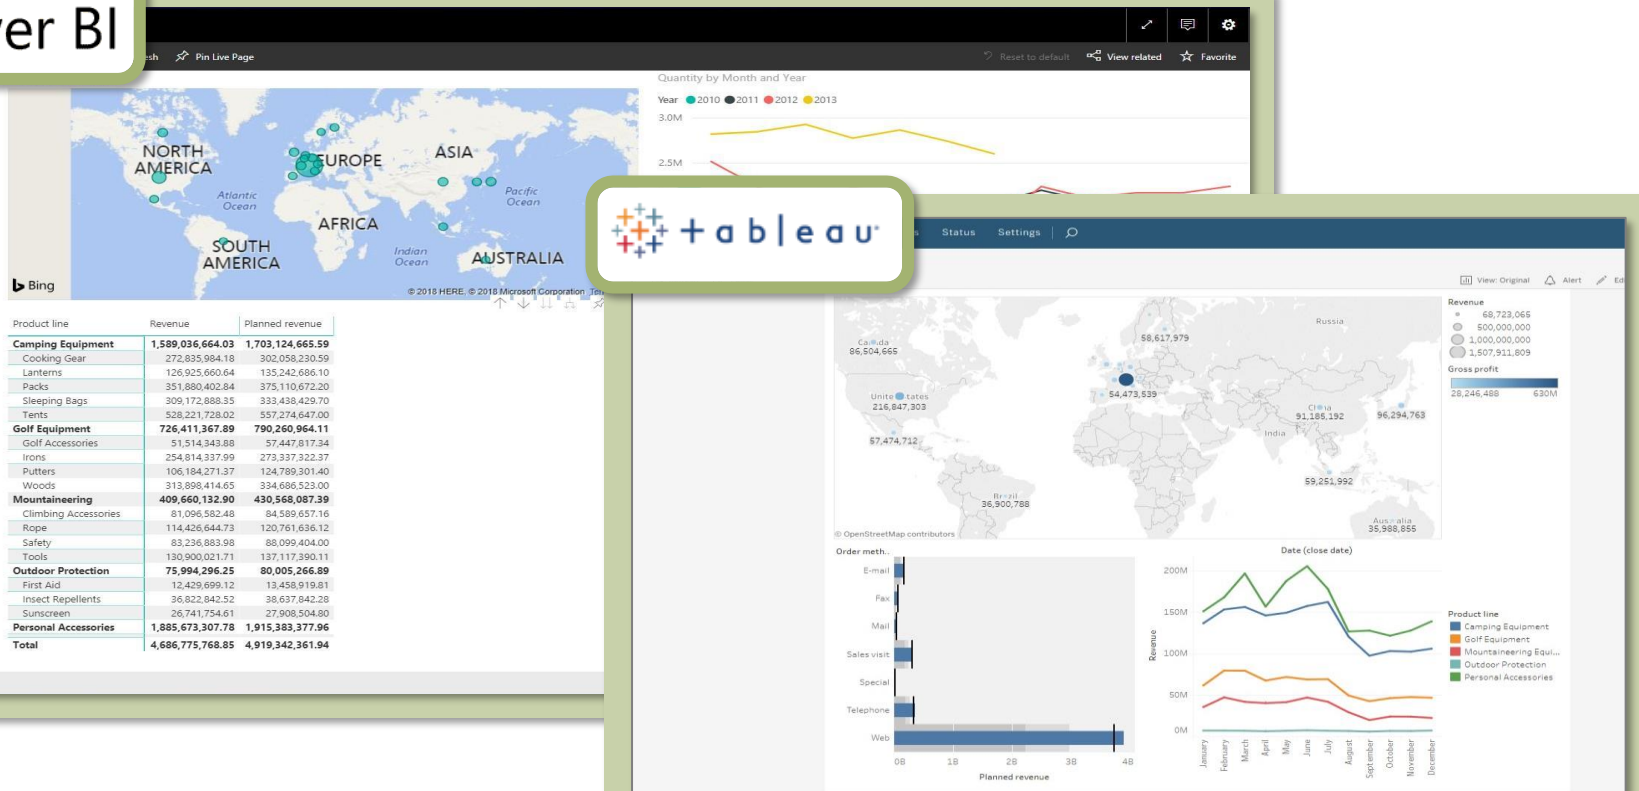 er BI
esh Pin Live Page
Reset to default View related Favorite
Quantity by Month and Year
Year 2010 2011 2012 2013
3.0M
2.5M
NORTH AMERICA
EUROPE
ASIA
Atlantic Ocean
Pacific Ocean
AFRICA
SOUTH AMERICA
Indian Ocean
AUSTRALIA
Bing
© 2018 HERE, © 2018 Microsoft Corporation
Product line Revenue Planned revenue
Camping Equipment 1,589,036,664.03 1,703,124,665.59
Cooking Gear 272,835,984.18 302,058,230.59
Lanterns 126,925,660.64 135,242,686.10
Packs 351,880,402.84 375,110,672.20
Sleeping Bags 309,172,888.35 333,438,429.70
Tents 528,221,728.02 557,274,647.00
Golf Equipment 726,411,367.89 790,260,964.11
Golf Accessories 51,514,343.88 57,447,817.34
Irons 254,814,337.99 273,337,322.37
Putters 106,184,271.37 124,789,301.40
Woods 313,898,414.65 334,686,523.00
Mountaineering 409,660,132.90 430,568,087.39
Climbing Accessories 81,096,582.48 84,589,657.16
Rope 114,426,644.73 120,761,636.12
Safety 83,236,883.98 88,099,404.00
Tools 130,900,021.71 137,117,390.11
Outdoor Protection 75,994,296.25 80,005,266.89
First Aid 12,429,699.12 13,458,919.81
Insect Repellents 36,822,842.52 38,637,842.28
Sunscreen 26,741,754.61 27,908,504.80
Personal Accessories 1,885,673,307.78 1,915,383,377.96
Total 4,686,775,768.85 4,919,342,361.94
+ a b l e a u
s Status Settings
View: Original Alert Ed
Russia
Canada
86,504,665
58,617,979
54,473,539
United States
216,847,303
China
91,185,192
96,294,763
India
57,474,712
59,251,992
Brazil
36,900,788
Australia
35,988,855
© OpenStreetMap contributors
Revenue
68,723,065
500,000,000
1,000,000,000
1,507,911,809
Gross profit
28,246,488 630M
Order meth..
E-mail
Fax
Mail
Sales visit
Special
Telephone
Web
0B 1B 2B 3B 4B
Planned revenue
Date (close date)
200M
150M
100M
50M
0M
Revenue
January
February
March
April
May
June
July
August
September
October
November
December
Product line
Camping Equipment
Golf Equipment
Mountaineering Equi...
Outdoor Protection
Personal Accessories